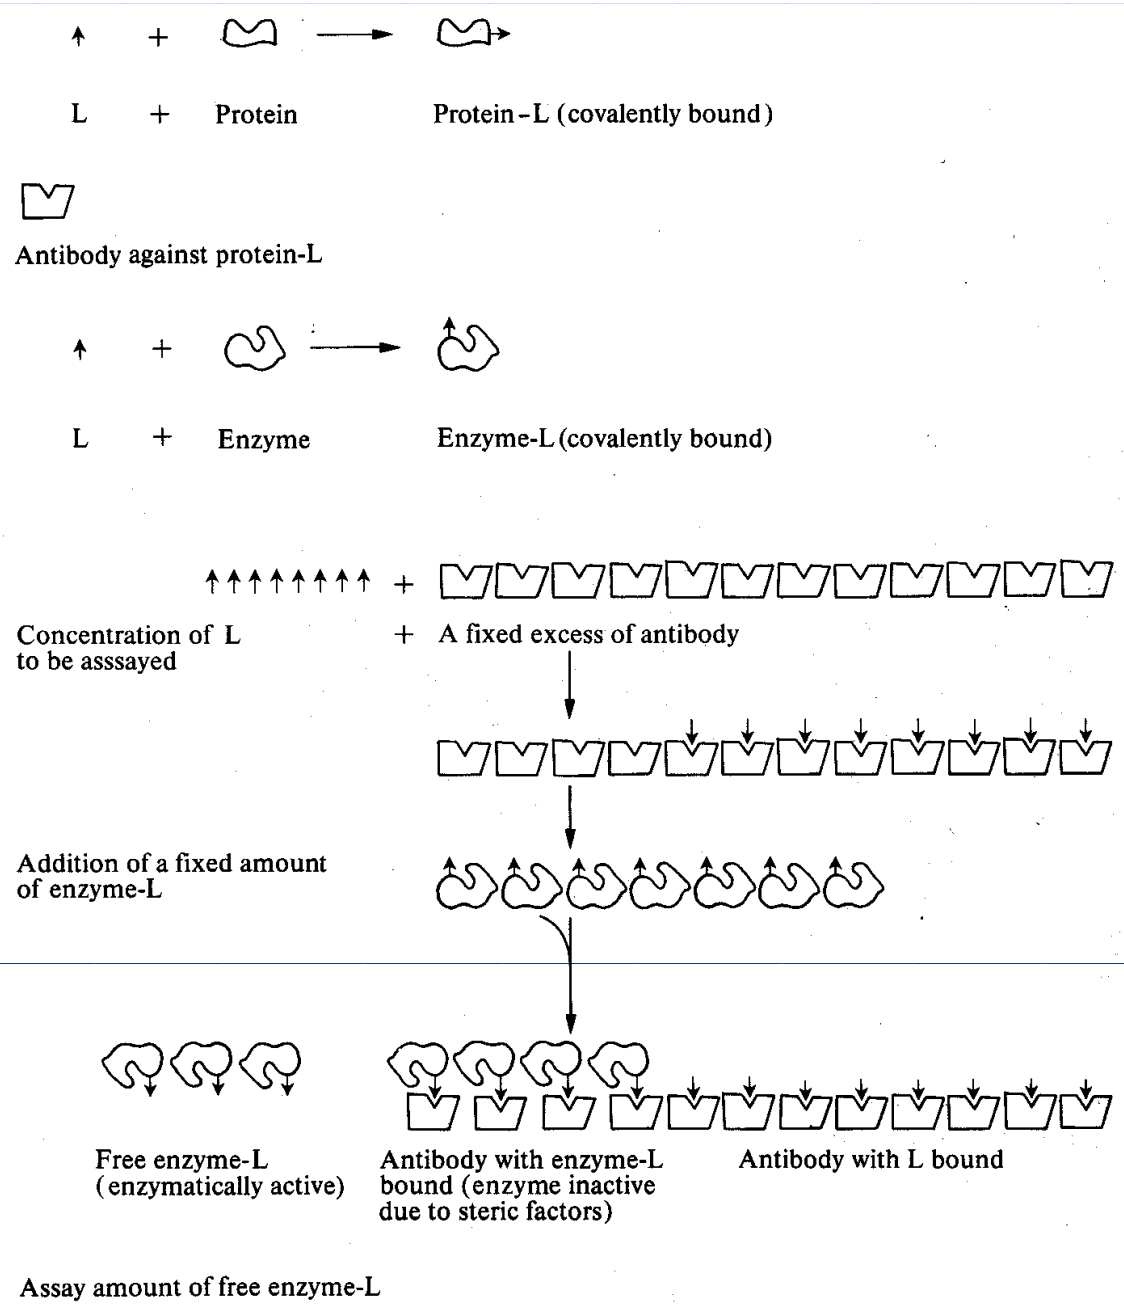 +
L + Protein Protein-L (covalently bound)
Antibody against protein-L
+
L + Enzyme Enzyme-L (covalently bound)
+
Concentration of L + A fixed excess of antibody
to be asssayed
Addition of a fixed amount
of enzyme-L
Free enzyme-L
(enzymatically active)
Antibody with enzyme-L
bound (enzyme inactive
due to steric factors)
Antibody with L bound
Assay amount of free enzyme-L